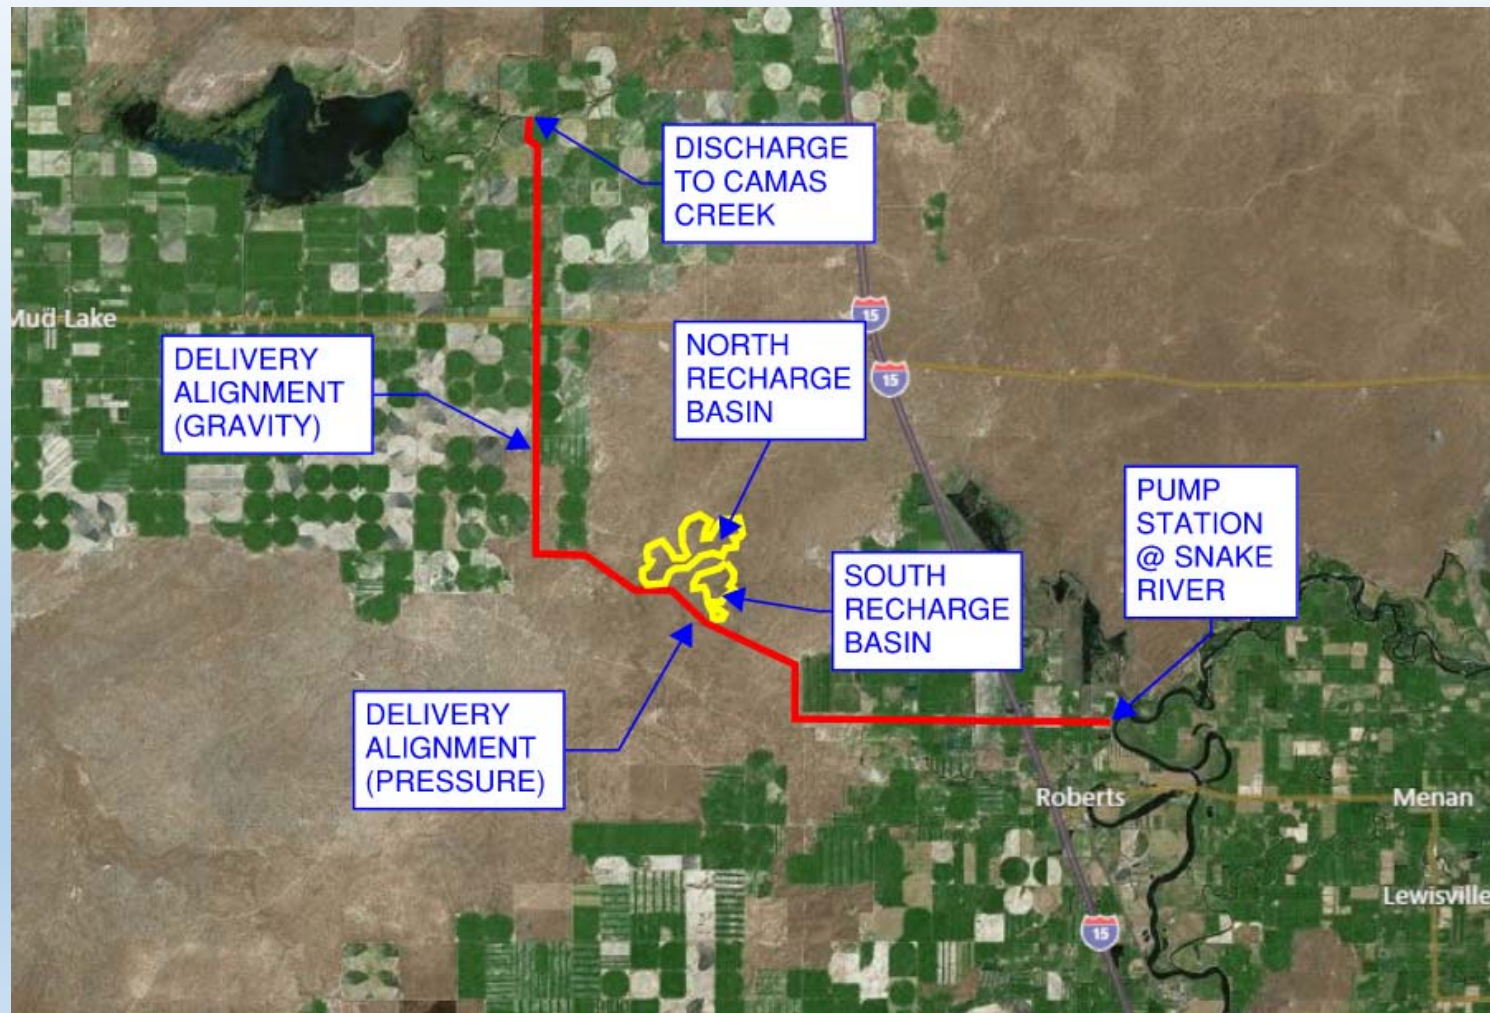 DISCHARGE
TO CAMAS
CREEK
15
Mud Lake
DELIVERY
ALIGNMENT
(GRAVITY)
NORTH
RECHARGE
BASIN
15
PUMP
STATION
@ SNAKE
RIVER
SOUTH
RECHARGE
BASIN
DELIVERY
ALIGNMENT
(PRESSURE)
Roberts
Menan
Lewisville
15